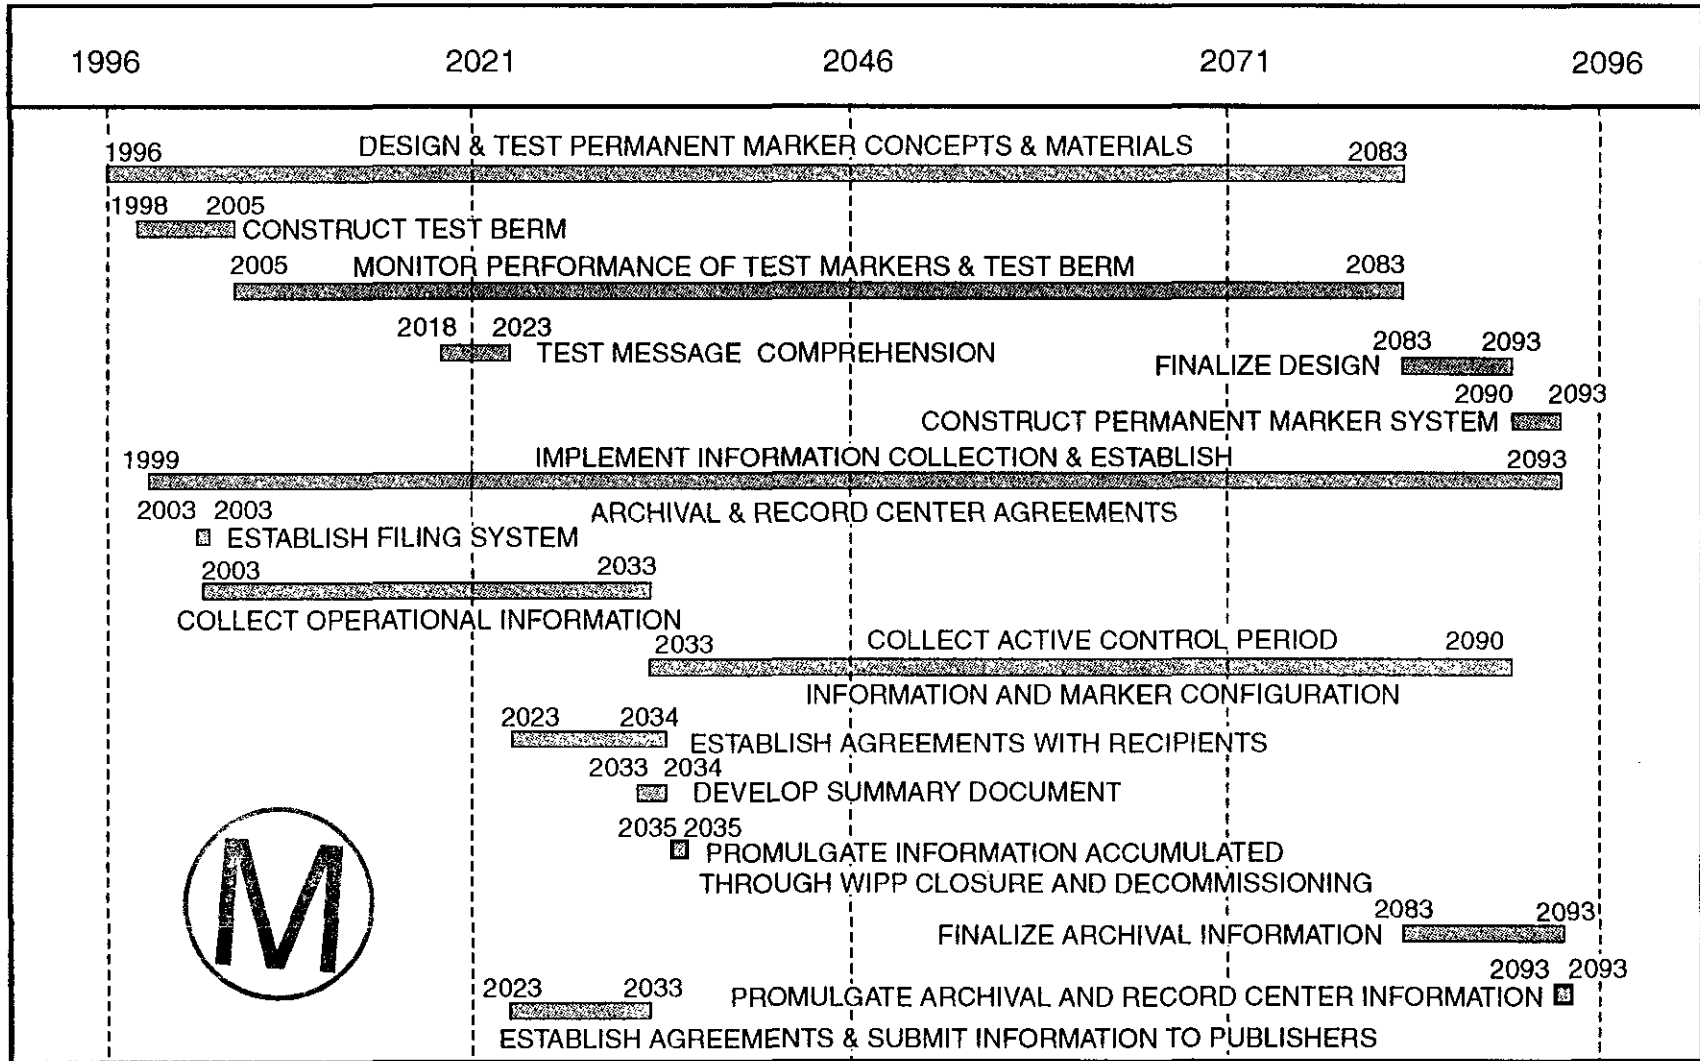 1996 2021 2046 2071 2096
DESIGN & TEST PERMANENT MARKER CONCEPTS & MATERIALS
1996 2083
1998 2005
CONSTRUCT TEST BERM
2005 MONITOR PERFORMANCE OF TEST MARKERS & TEST BERM 2083
2018 2023
TEST MESSAGE COMPREHENSION
2083 2093
FINALIZE DESIGN
2090 2093
CONSTRUCT PERMANENT MARKER SYSTEM
1999 IMPLEMENT INFORMATION COLLECTION & ESTABLISH 2093
ARCHIVAL & RECORD CENTER AGREEMENTS
2003 2003
ESTABLISH FILING SYSTEM
2003 2033
COLLECT OPERATIONAL INFORMATION
2033 COLLECT ACTIVE CONTROL PERIOD 2090
INFORMATION AND MARKER CONFIGURATION
2023 2034
ESTABLISH AGREEMENTS WITH RECIPIENTS
2033 2034
DEVELOP SUMMARY DOCUMENT
2035 2035
PROMULGATE INFORMATION ACCUMULATED
THROUGH WIPP CLOSURE AND DECOMMISSIONING
2083 2093
FINALIZE ARCHIVAL INFORMATION
2093 2093
PROMULGATE ARCHIVAL AND RECORD CENTER INFORMATION
2023 2033
ESTABLISH AGREEMENTS & SUBMIT INFORMATION TO PUBLISHERS
M